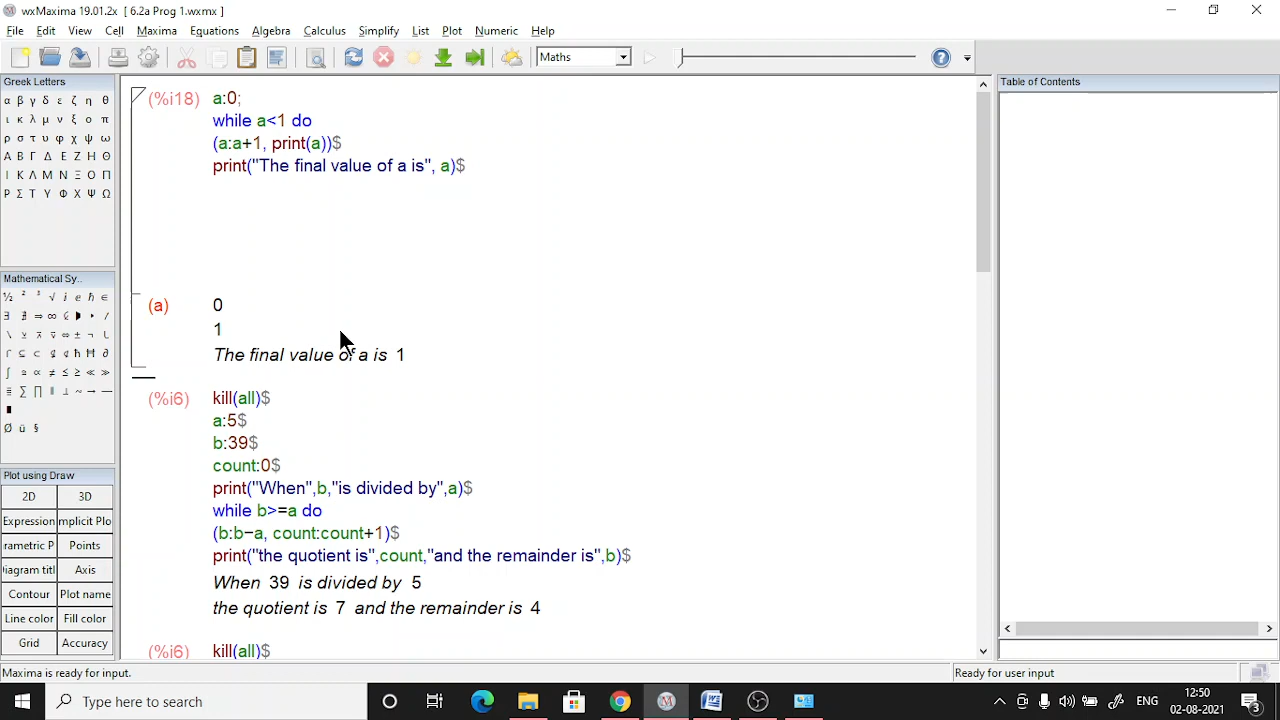 wxMaxima 19.01.2x [ 6.2a Prog 1.wxmx ]
File Edit View Cell Maxima Equations Algebra Calculus Simplify List Plot Numeric Help
Maths
Greek Letters
α β γ δ ε ζ η θ
ι κ λ μ ν ξ ο π
ρ σ τ υ φ χ ψ ω
Α Β Γ Δ Ε Ζ Η Θ
Ι Κ Λ Μ Ν Ξ Ο Π
Ρ Σ Τ Υ Φ Χ Ψ Ω
Mathematical Sy...
Plot using Draw
2D 3D
Expression mplicit Plo
rametric P Points
iagram titl Axis
Contour Plot name
Line color Fill color
Grid Accuracy
(%i18) a:0;
while a<1 do
(a:a+1, print(a))$
print("The final value of a is", a)$
(a) 0
1
The final value of a is 1
(%i6) kill(all)$
a:5$
b:39$
count:0$
print("When",b,"is divided by",a)$
while b>=a do
(b:b−a, count:count+1)$
print("the quotient is",count,"and the remainder is",b)$
When 39 is divided by 5
the quotient is 7 and the remainder is 4
(%i6) kill(all)$
Table of Contents
Maxima is ready for input.
Ready for user input
Type here to search
ENG
12:50
02-08-2021
3